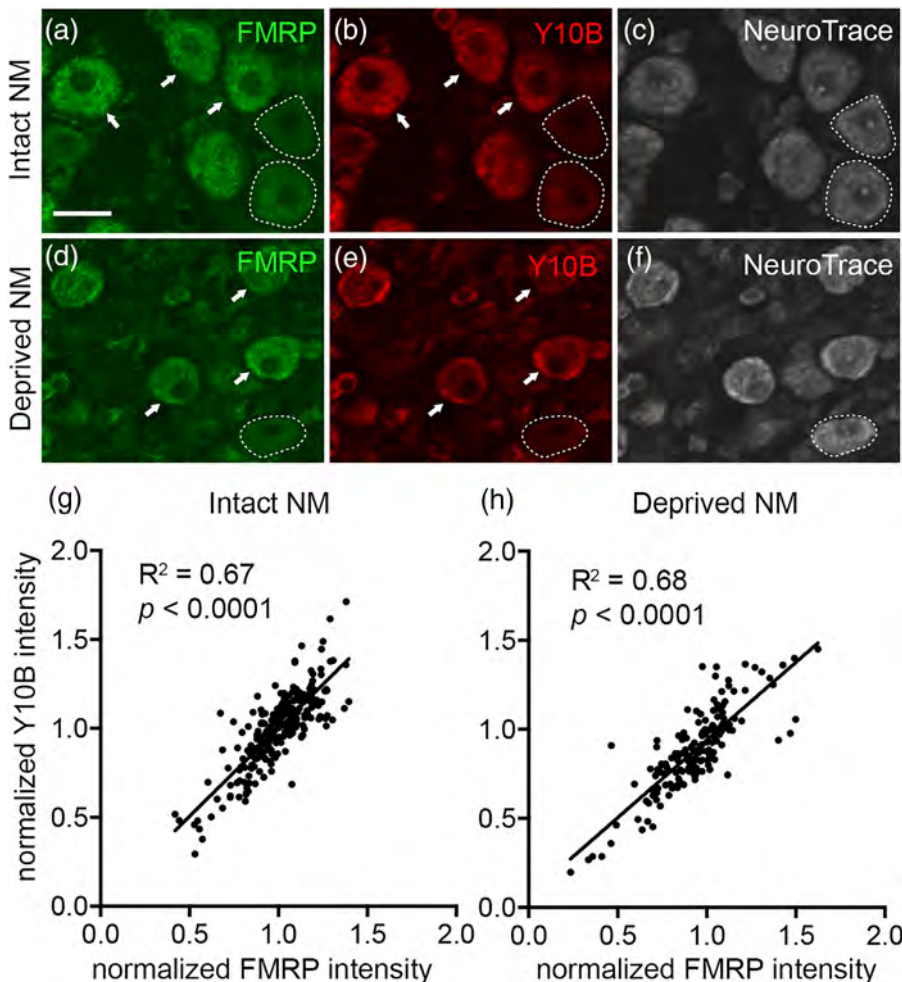 (a) FMRP (b) Y10B (c) NeuroTrace
Intact NM
(d) FMRP (e) Y10B (f) NeuroTrace
Deprived NM
(g) Intact NM (h) Deprived NM
R² = 0.67
p < 0.0001
R² = 0.68
p < 0.0001
normalized Y10B intensity
2.0
1.5
1.0
0.5
0.0
2.0
1.5
1.0
0.5
0.0
0.0 0.5 1.0 1.5 2.0
0.0 0.5 1.0 1.5 2.0
normalized FMRP intensity normalized FMRP intensity